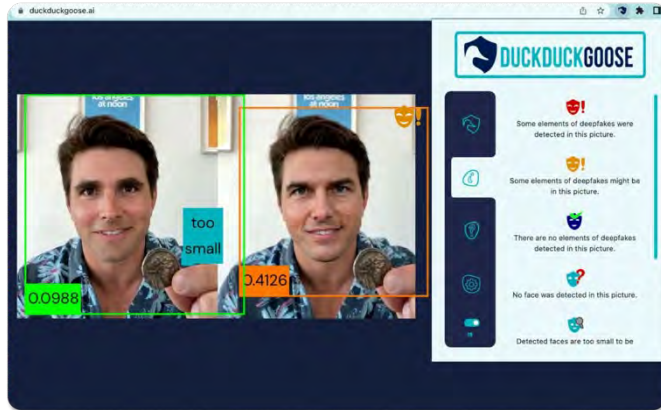 duckduckgoose.ai
DUCKDUCKGOOSE
los angeles
at noon
los angeles
at noon
too
small
0.0988
0.4126
Some elements of deepfakes were
detected in this picture.
Some elements of deepfakes might be
in this picture.
There are no elements of deepfakes
detected in this picture.
No face was detected in this picture.
Detected faces are too small to be